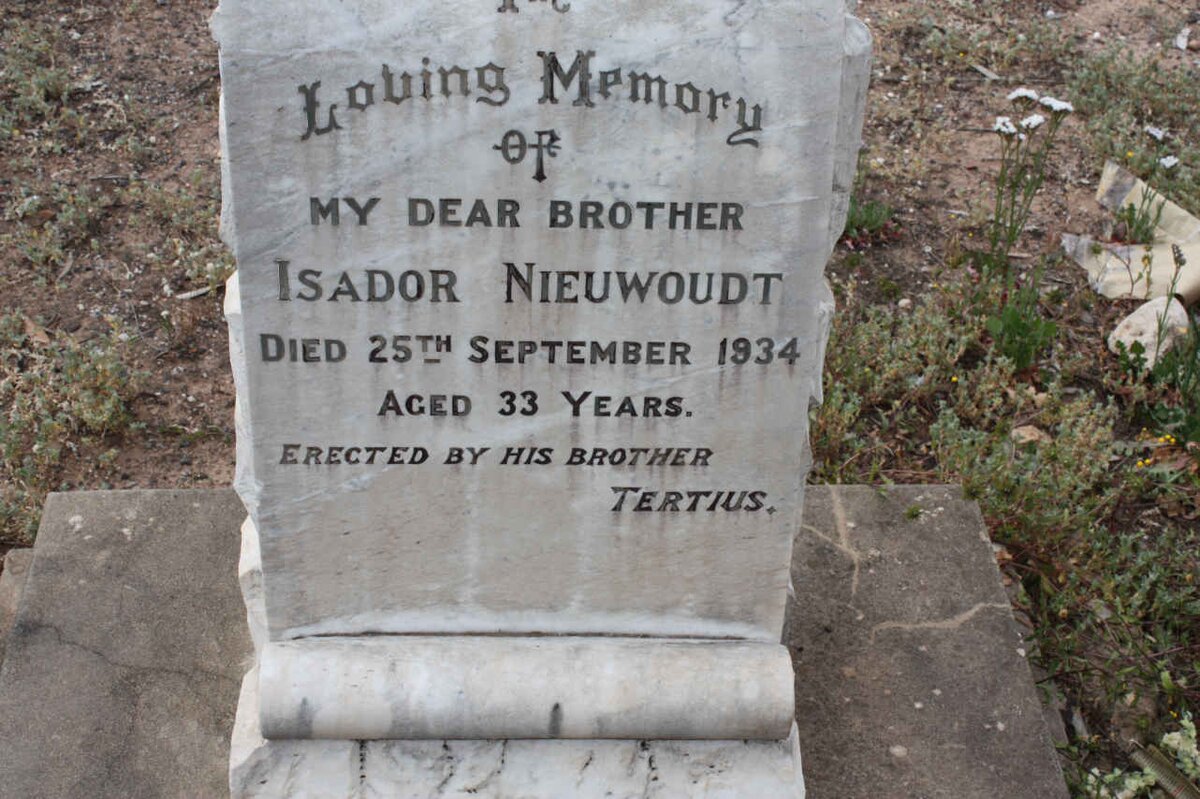 Loving Memory
OF
MY DEAR BROTHER
ISADOR NIEUWOUDT
DIED 25TH SEPTEMBER 1934
AGED 33 YEARS.
ERECTED BY HIS BROTHER
TERTIUS.